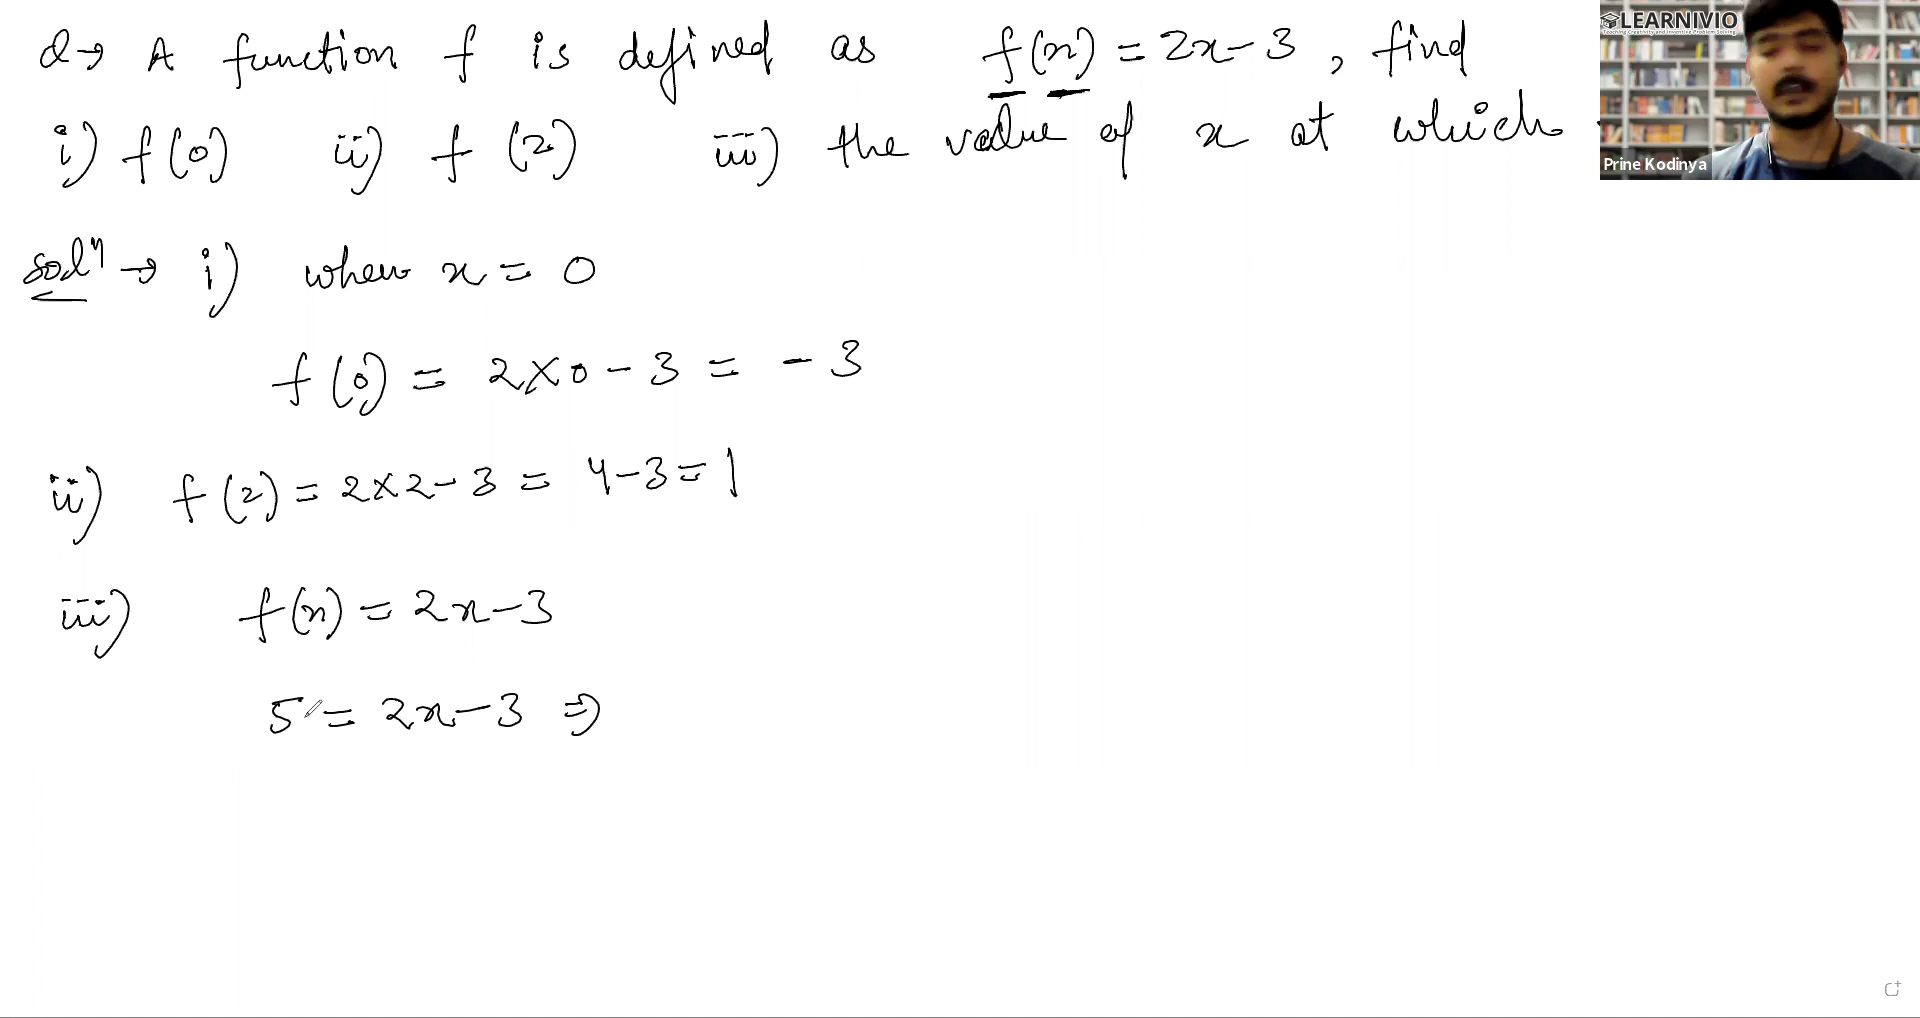 Q→ A function f is defined as f(x) = 2x-3, find
i) f(0) ii) f(2) iii) the value of x at which
LEARNIVIO
Prine Kodinya
solⁿ → i) when x = 0
f(0) = 2×0-3 = -3
ii) f(2) = 2×2-3 = 4-3=1
iii) f(x) = 2x-3
5 = 2x-3 ⇒